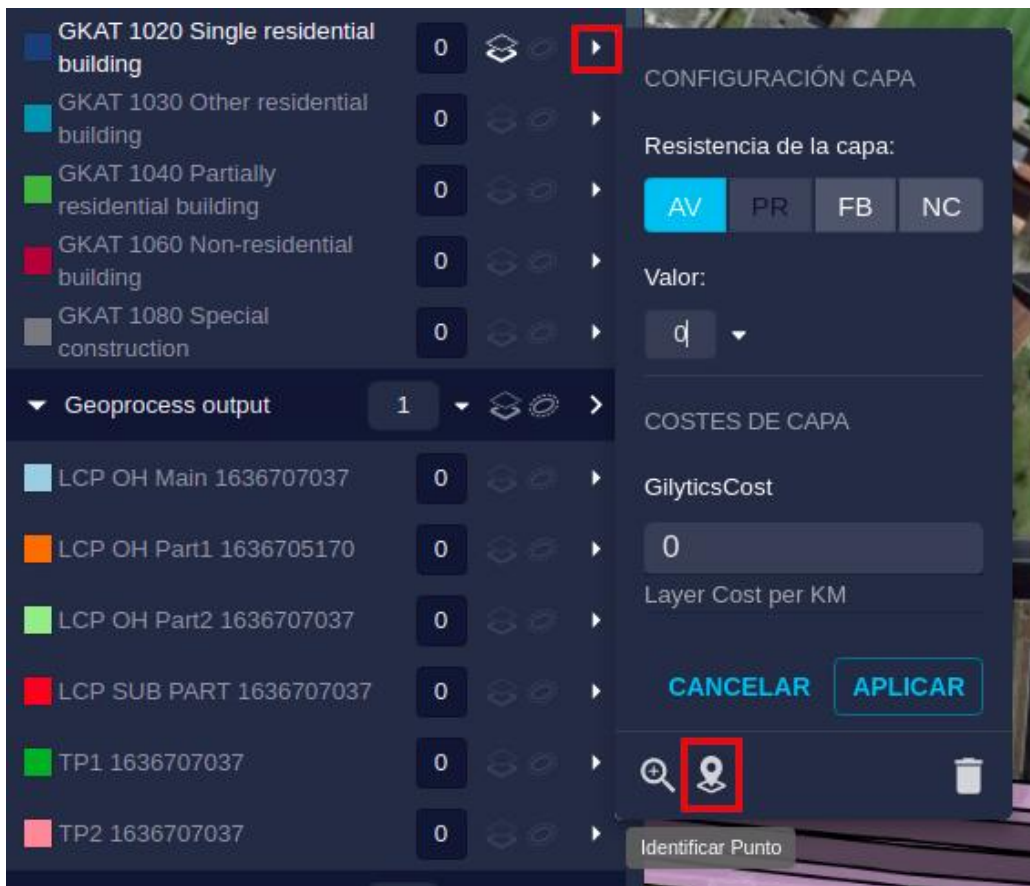 GKAT 1020 Single residential
building
0
GKAT 1030 Other residential
building
0
GKAT 1040 Partially
residential building
0
GKAT 1060 Non-residential
building
0
GKAT 1080 Special
construction
0
Geoprocess output
1
LCP OH Main 1636707037
0
LCP OH Part1 1636705170
0
LCP OH Part2 1636707037
0
LCP SUB PART 1636707037
0
TP1 1636707037
0
TP2 1636707037
0
CONFIGURACIÓN CAPA
Resistencia de la capa:
AV PR FB NC
Valor:
0
COSTES DE CAPA
GilyticsCost
0
Layer Cost per KM
CANCELAR APLICAR
Identificar Punto